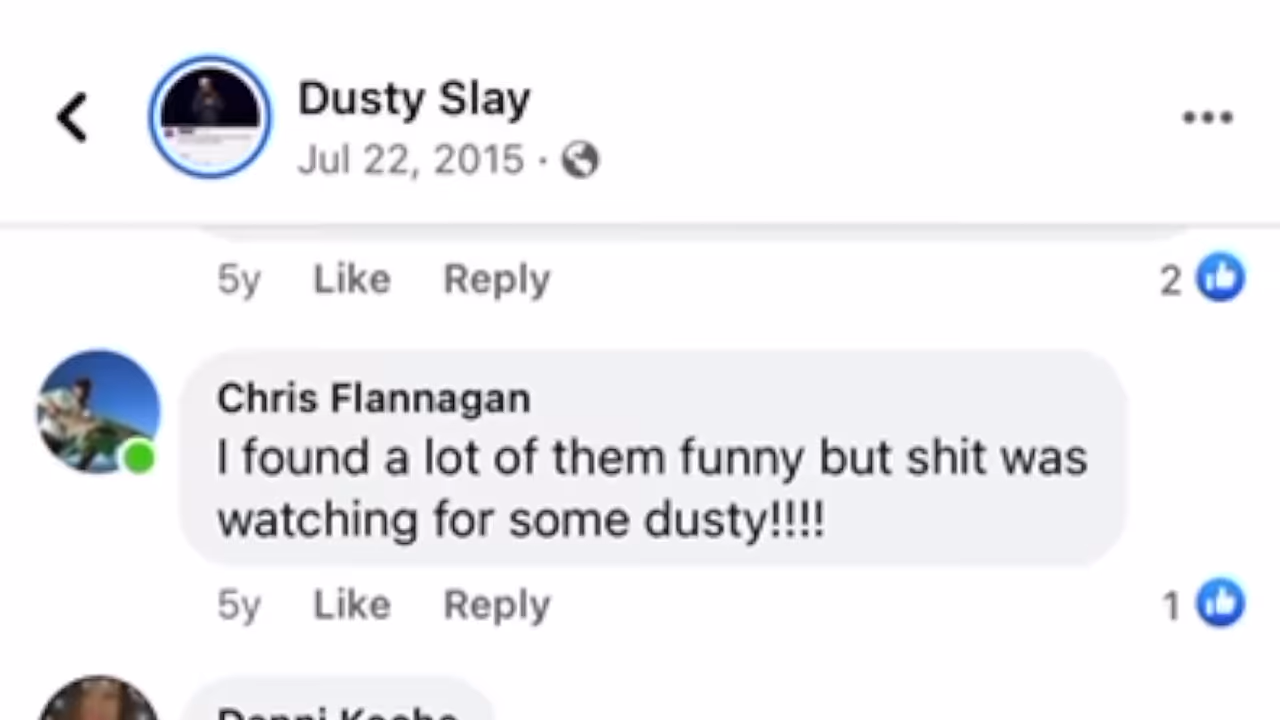 Dusty Slay
Jul 22, 2015 ·
5y Like Reply 2
Chris Flannagan
I found a lot of them funny but shit was
watching for some dusty!!!!
5y Like Reply 1